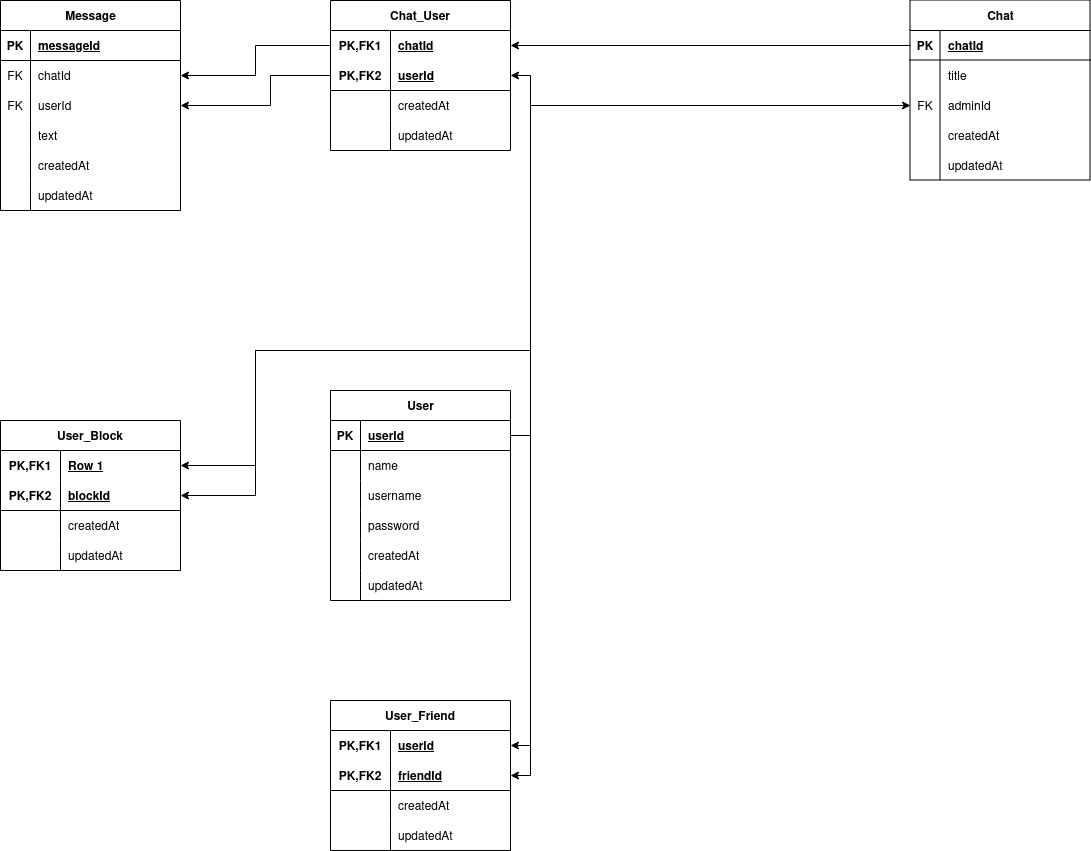 Message
PK messageId
FK chatId
FK userId
text
createdAt
updatedAt
Chat_User
PK,FK1 chatId
PK,FK2 userId
createdAt
updatedAt
Chat
PK chatId
title
FK adminId
createdAt
updatedAt
User_Block
PK,FK1 Row 1
PK,FK2 blockId
createdAt
updatedAt
User
PK userId
name
username
password
createdAt
updatedAt
User_Friend
PK,FK1 userId
PK,FK2 friendId
createdAt
updatedAt